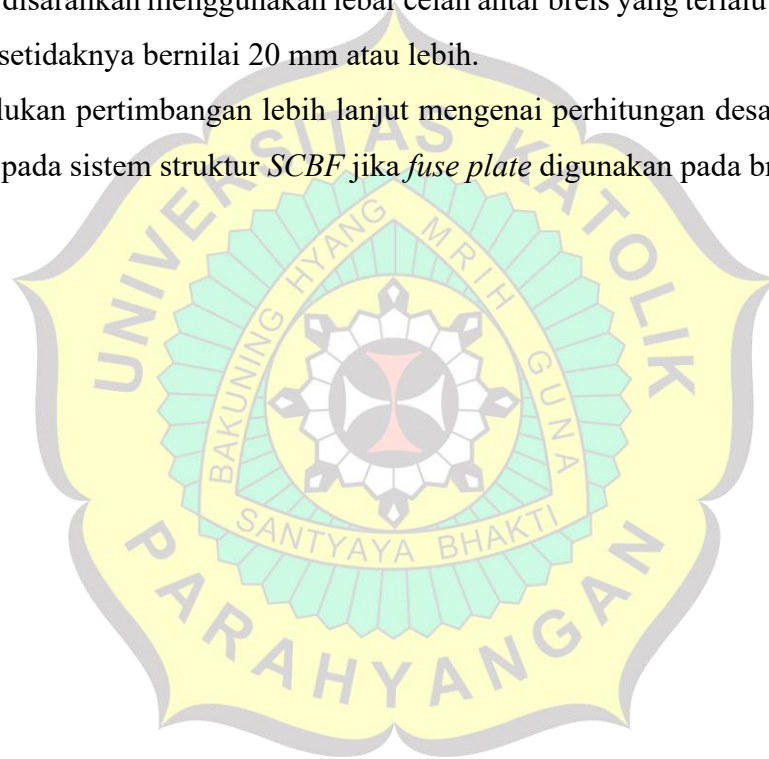 disarankan menggunakan lebar celah antar breis yang terlalu
setidaknya bernilai 20 mm atau lebih.
lukan pertimbangan lebih lanjut mengenai perhitungan desa
pada sistem struktur SCBF jika fuse plate digunakan pada br
UNIVERSITAS KATOLIK
BAKUNING HYANG MRIH GUNA
SANTYAYA BHAKTI
PARAHYANGAN